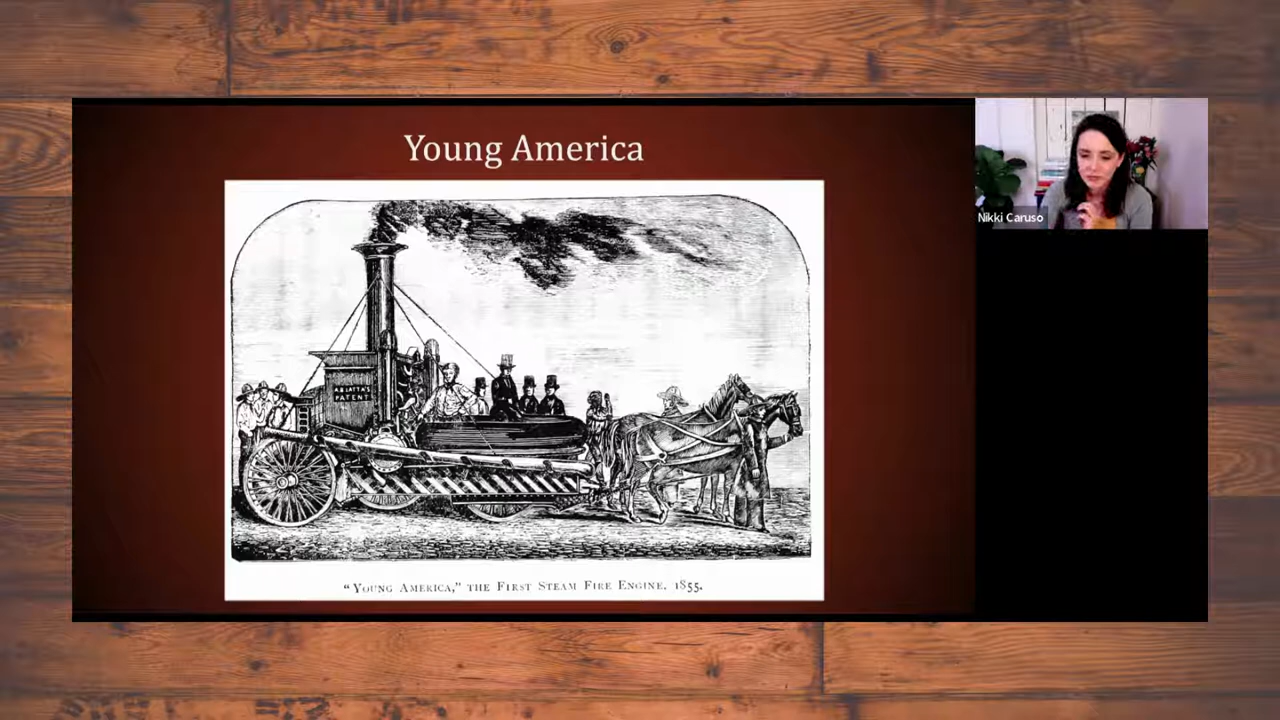 Young America
Nikki Caruso
A.B. LATTA'S
PATENT.
"YOUNG AMERICA," THE FIRST STEAM FIRE ENGINE. 1855.